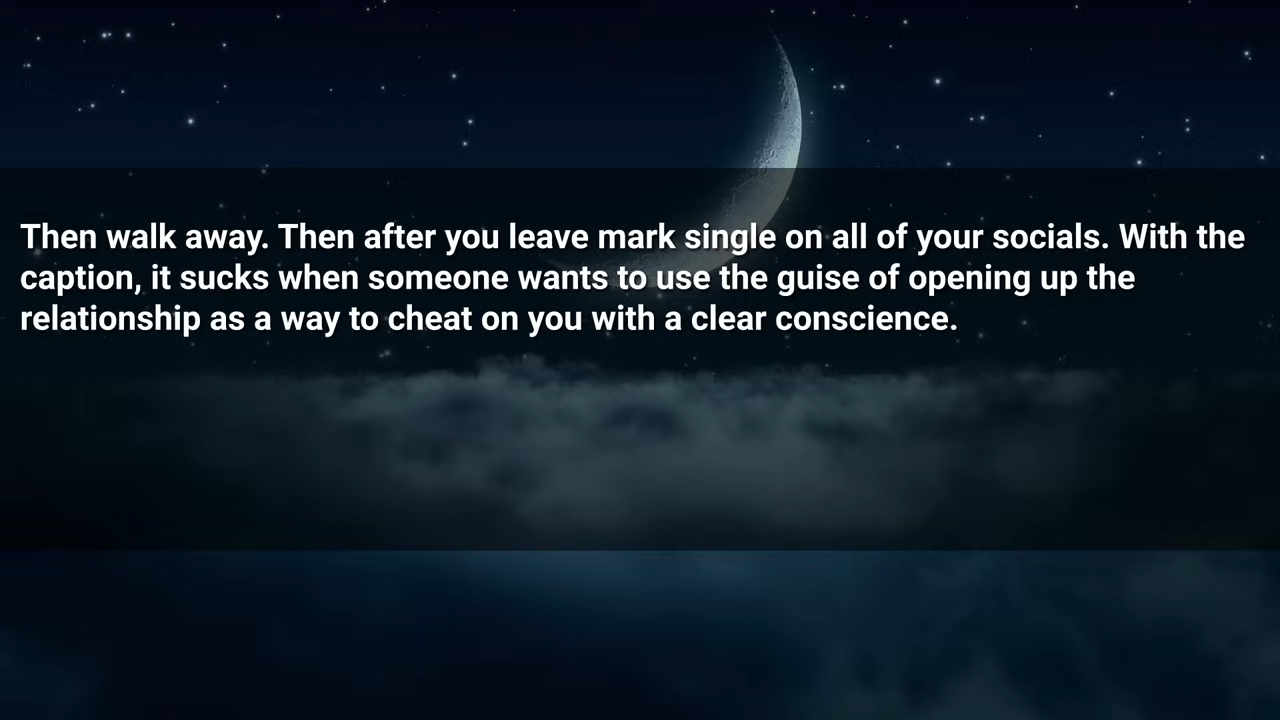 Then walk away. Then after you leave mark single on all of your socials. With the
caption, it sucks when someone wants to use the guise of opening up the
relationship as a way to cheat on you with a clear conscience.